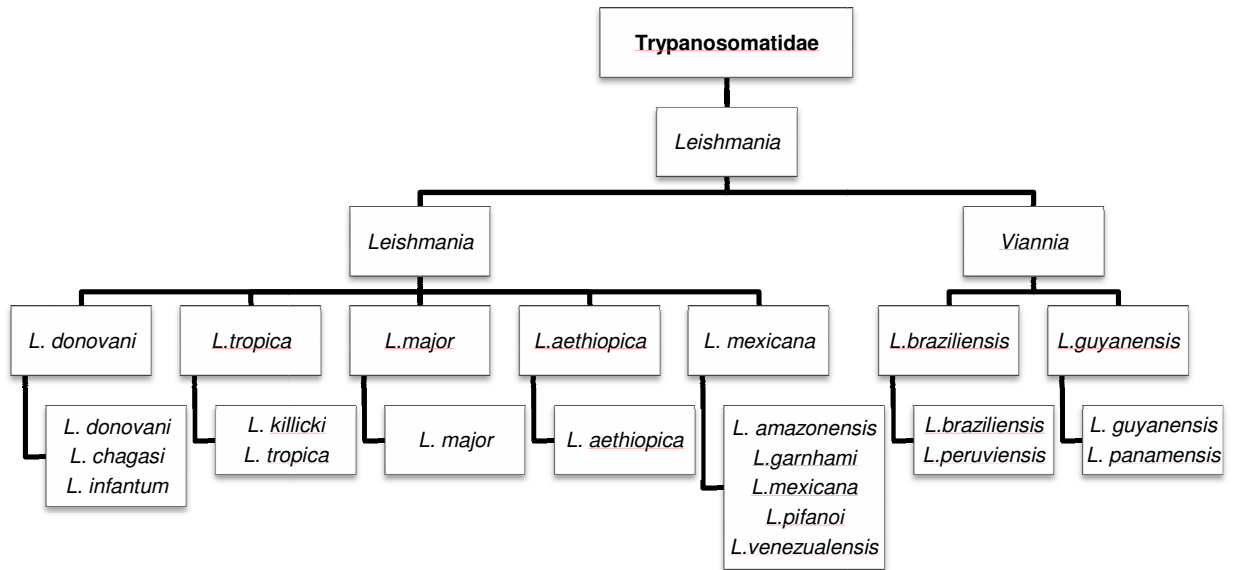 Trypanosomatidae
Leishmania
Leishmania
Viannia
L. donovani
L.tropica
L.major
L.aethiopica
L. mexicana
L.braziliensis
L.guyanensis
L. donovani
L. chagasi
L. infantum
L. killicki
L. tropica
L. major
L. aethiopica
L. amazonensis
L.garnhami
L.mexicana
L.pifanoi
L.venezualensis
L.braziliensis
L.peruviensis
L. guyanensis
L. panamensis